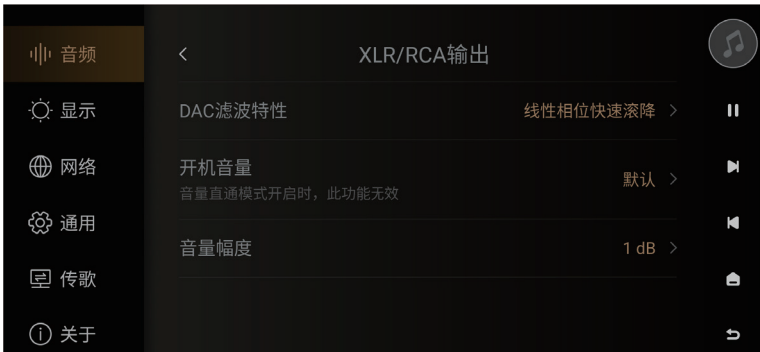 音频
显示
网络
通用
传歌
关于
XLR/RCA输出
DAC滤波特性
线性相位快速滚降
开机音量
音量直通模式开启时，此功能无效
默认
音量幅度
1 dB